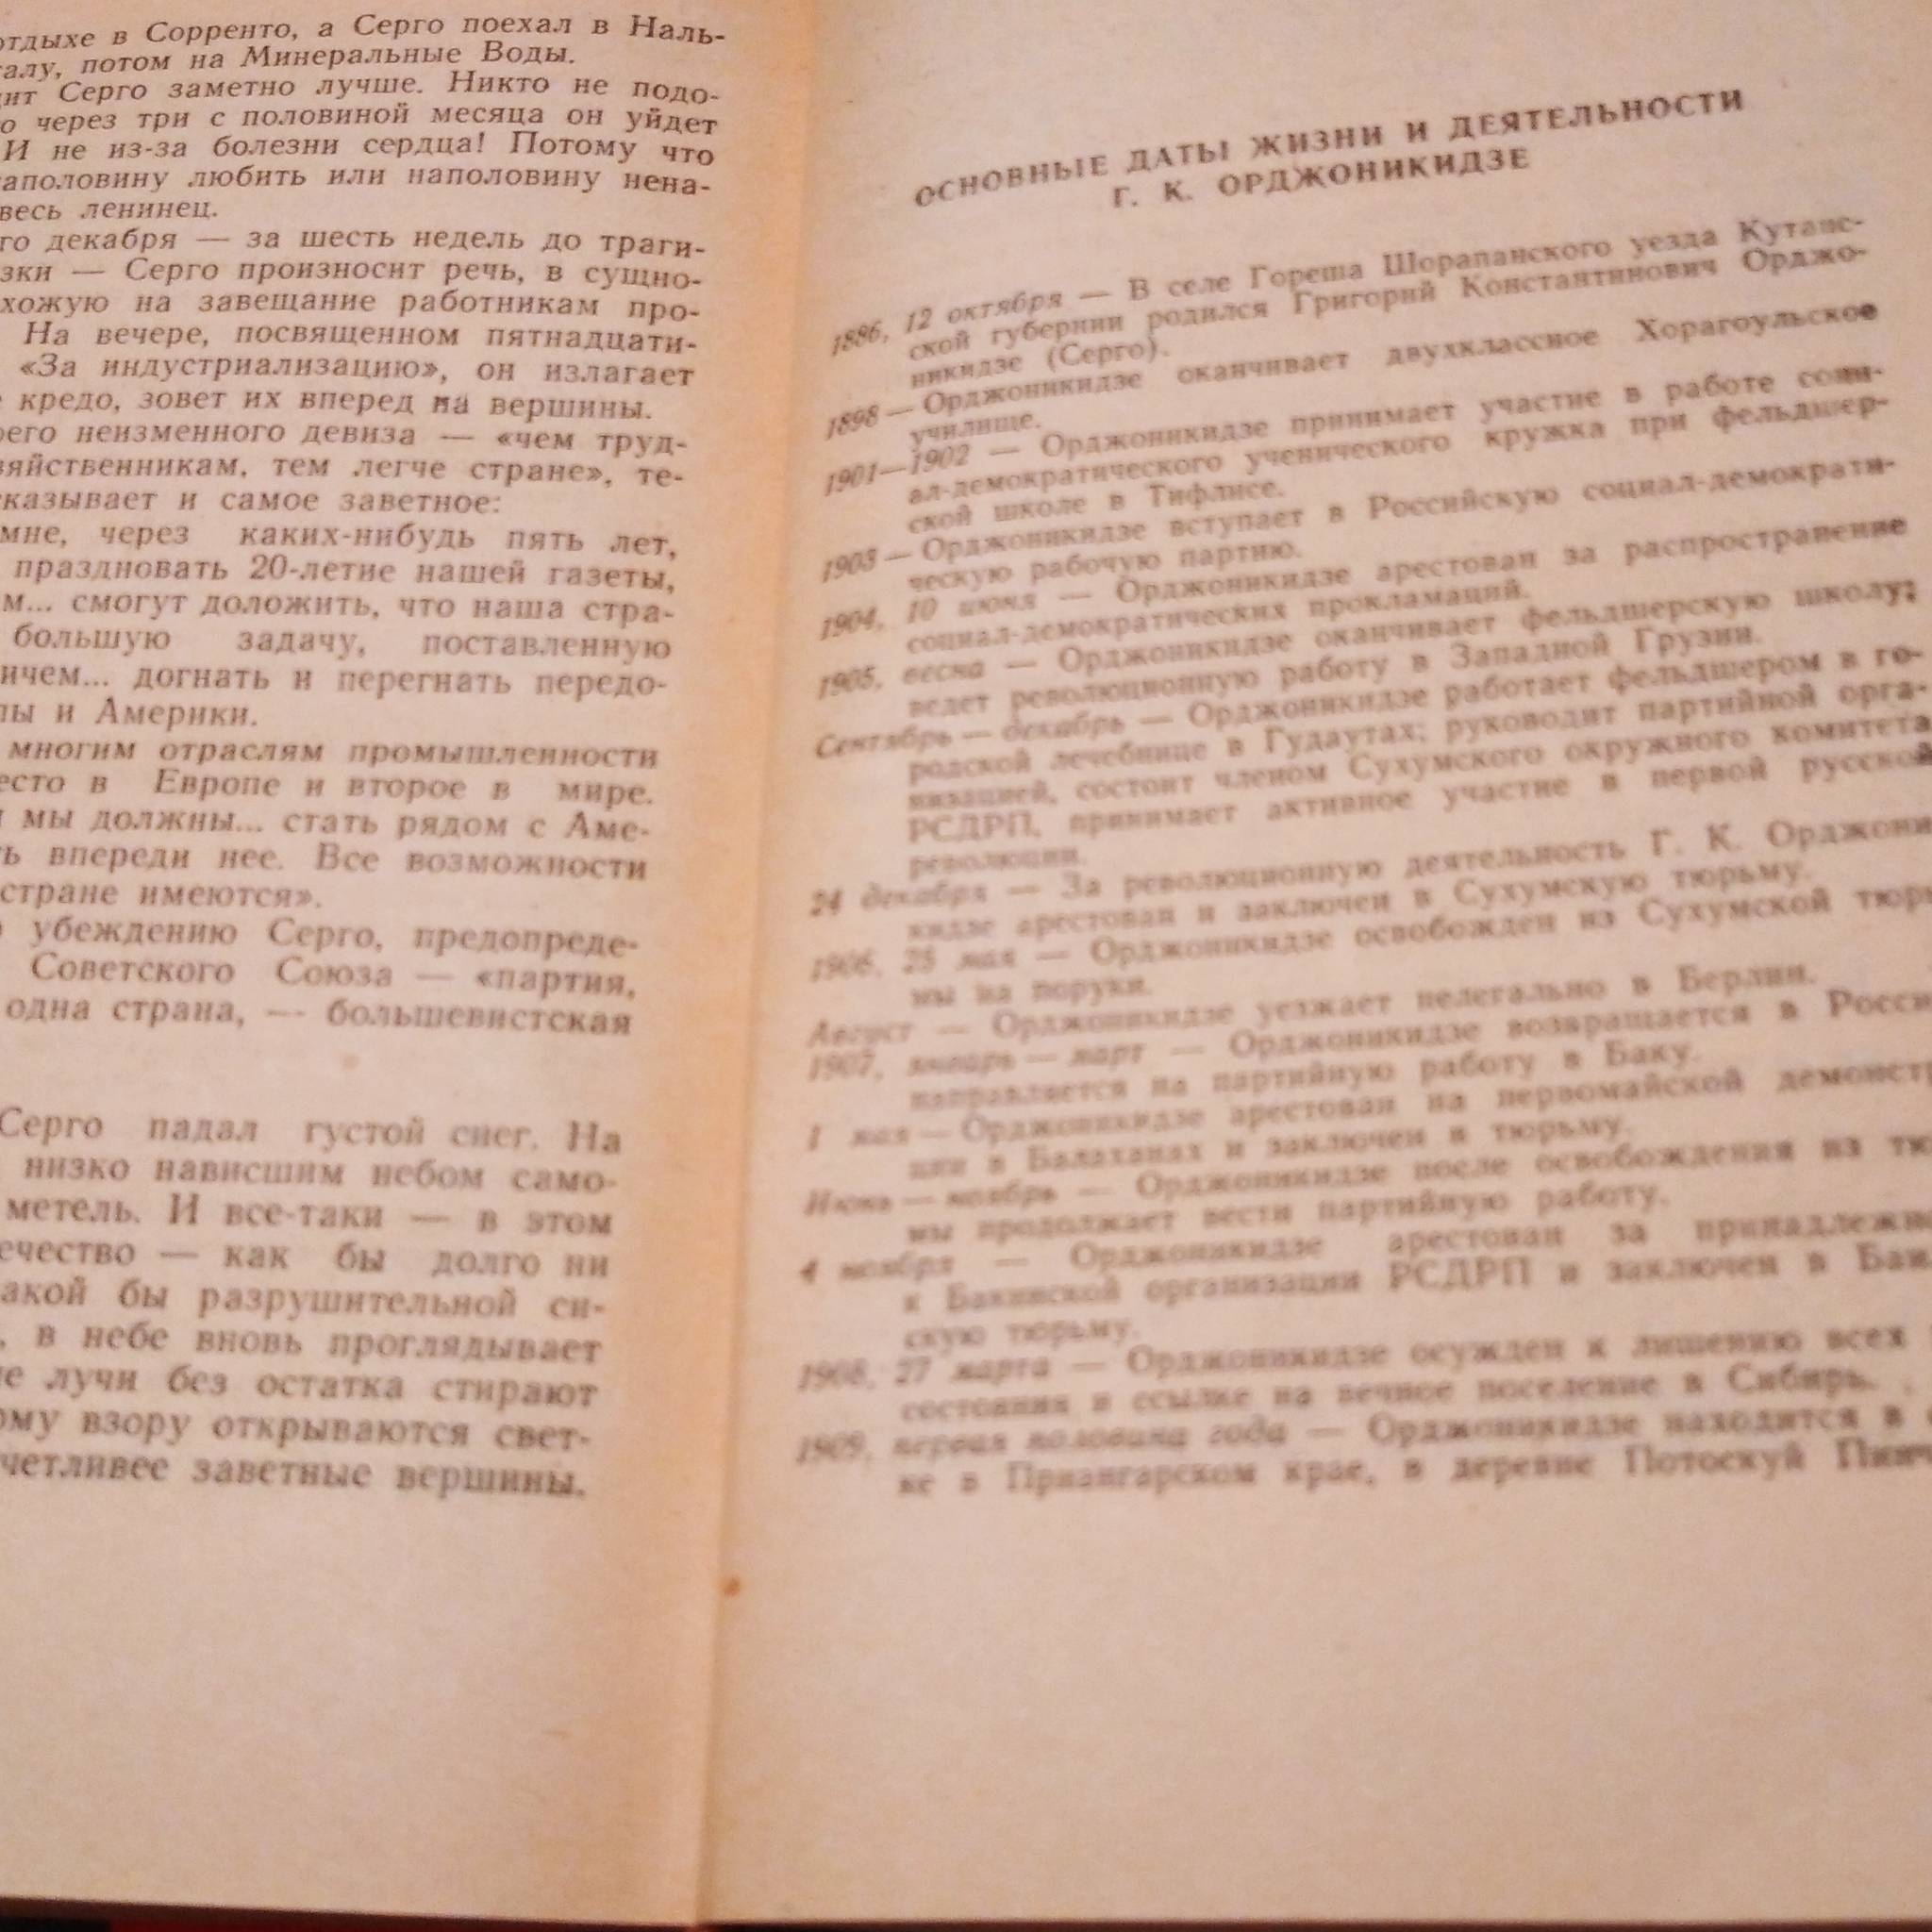 отдыхе в Сорренто, а Серго поехал в Наль-
потом на Минеральные Воды.
Серго заметно лучше. Никто не подо-
о через три с половиной месяца он уйдет
И не из-за болезни сердца! Потому что
наполовину любить или наполовину нена-
весь ленинец.
го декабря — за шесть недель до траги-
зки — Серго произносит речь, в сущно-
хожую на завещание работникам про-
На вечере, посвященном пятнадцати-
«За индустриализацию», он излагает
кредо, зовет их вперед на вершины.
оего неизменного девиза — «чем труд-
зяйственникам, тем легче стране», те-
сказывает и самое заветное:
мне, через каких-нибудь пять лет,
праздновать 20-летие нашей газеты,
м... смогут доложить, что наша стра-
большую задачу, поставленную
ичем... догнать и перегнать передо-
пы и Америки.
многим отраслям промышленности
есто в Европе и второе в мире.
мы должны... стать рядом с Аме-
ь впереди нее. Все возможности
стране имеются».
убеждению Серго, предопреде-
Советского Союза — «партия,
одна страна, — большевистская
Серго падал густой снег. На
низко нависшим небом само-
метель. И все-таки — в этом
ечество — как бы долго ни
акой бы разрушительной си-
, в небе вновь проглядывает
е лучи без остатка стирают
ому взору открываются свет-
четливее заветные вершины.
ОСНОВНЫЕ ДАТЫ ЖИЗНИ И ДЕЯТЕЛЬНОСТИ
Г. К. ОРДЖОНИКИДЗЕ
1886, 12 октября — В селе Гореша Шорапанского уезда Кутаис-
ской губернии родился Григорий Константинович Орджо-
никидзе (Серго).
1898 — Орджоникидзе оканчивает двухклассное Хорагоульское
училище.
1901—1902 — Орджоникидзе принимает участие в работе соци-
ал-демократического ученического кружка при фельдшер-
ской школе в Тифлисе.
1903 — Орджоникидзе вступает в Российскую социал-демократи-
ческую рабочую партию.
1904, 10 июня — Орджоникидзе арестован за распространение
социал-демократических прокламаций.
1905, весна — Орджоникидзе оканчивает фельдшерскую школу;
ведет революционную работу в Западной Грузии.
Сентябрь — декабрь — Орджоникидзе работает фельдшером в го-
родской лечебнице в Гудаутах; руководит партийной орга-
низацией, состоит членом Сухумского окружного комитета
РСДРП, принимает активное участие в первой русской
революции.
24 декабря — За революционную деятельность Г. К. Орджони
кидзе арестован и заключен в Сухумскую тюрьму.
1906, 25 мая — Орджоникидзе освобожден из Сухумской тюрь
мы на поруки.
Август — Орджоникидзе уезжает нелегально в Берлин.
1907, январь — март — Орджоникидзе возвращается в Росси
направляется на партийную работу в Баку.
1 мая — Орджоникидзе арестован на первомайской демонстр
ции в Балаханах и заключен в тюрьму.
Июнь — ноябрь — Орджоникидзе после освобождения из тю
мы продолжает вести партийную работу.
4 ноября — Орджоникидзе арестован за принадлежн
к Бакинской организации РСДРП и заключен в Баи
скую тюрьму.
1908, 27 марта — Орджоникидзе осужден к лишению всех
состояния и ссылке на вечное поселение в Сибирь.
1909, первая половина года — Орджоникидзе находится в
ке в Приангарском крае, в деревне Потоскуй Пинч